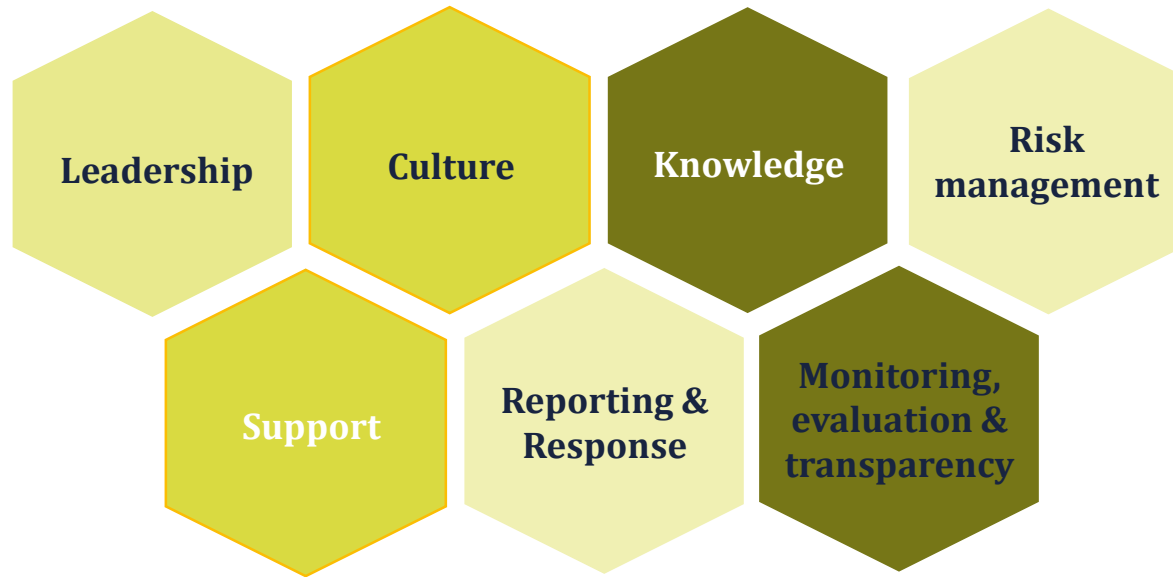 Leadership
Culture
Knowledge
Risk
management
Support
Reporting &
Response
Monitoring,
evaluation &
transparency